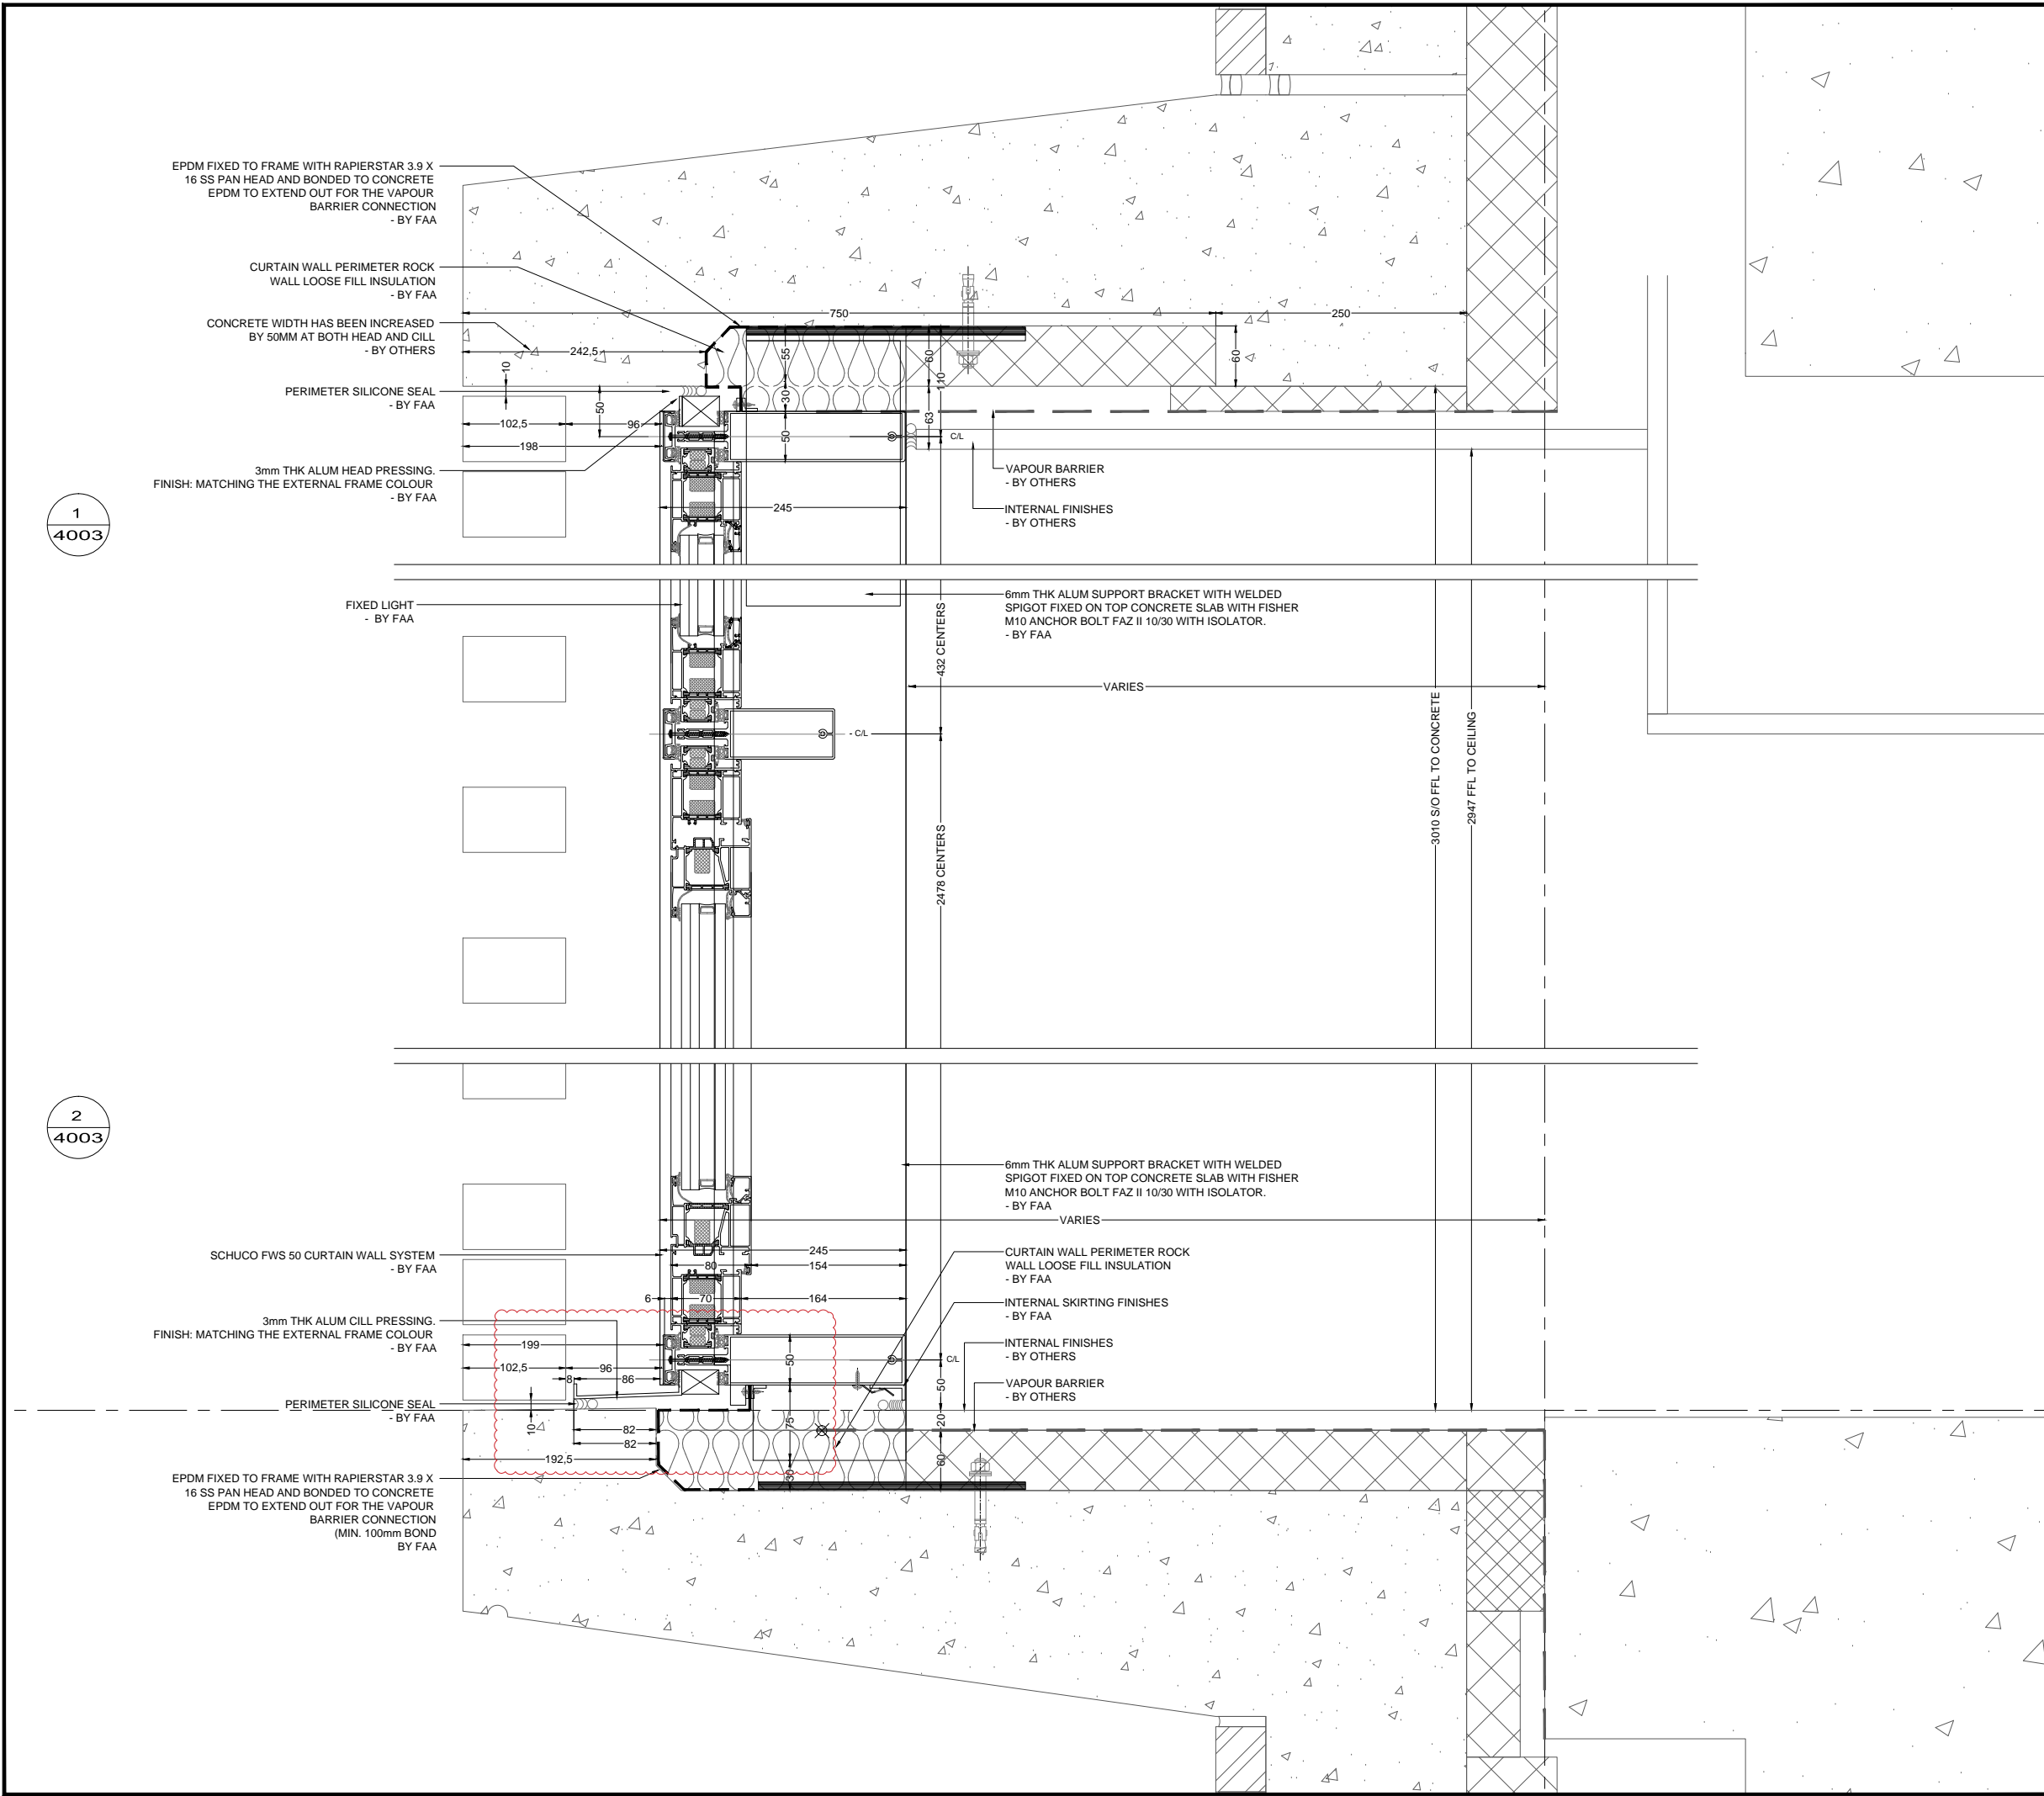 EPDM FIXED TO FRAME WITH RAPIERSTAR 3.9 X
16 SS PAN HEAD AND BONDED TO CONCRETE
EPDM TO EXTEND OUT FOR THE VAPOUR
BARRIER CONNECTION
- BY FAA
CURTAIN WALL PERIMETER ROCK
WALL LOOSE FILL INSULATION
- BY FAA
CONCRETE WIDTH HAS BEEN INCREASED
BY 50MM AT BOTH HEAD AND CILL
- BY OTHERS
PERIMETER SILICONE SEAL
- BY FAA
3mm THK ALUM HEAD PRESSING.
FINISH: MATCHING THE EXTERNAL FRAME COLOUR
- BY FAA
1
4003
FIXED LIGHT
- BY FAA
750
250
242,5
10
50
102,5
96
198
55
30
50
60
110
63
60
C/L
245
VAPOUR BARRIER
- BY OTHERS
INTERNAL FINISHES
- BY OTHERS
6mm THK ALUM SUPPORT BRACKET WITH WELDED
SPIGOT FIXED ON TOP CONCRETE SLAB WITH FISHER
M10 ANCHOR BOLT FAZ II 10/30 WITH ISOLATOR.
- BY FAA
432 CENTERS
VARIES
- C/L
2478 CENTERS
3010 S/O FFL TO CONCRETE
2947 FFL TO CEILING
2
4003
6mm THK ALUM SUPPORT BRACKET WITH WELDED
SPIGOT FIXED ON TOP CONCRETE SLAB WITH FISHER
M10 ANCHOR BOLT FAZ II 10/30 WITH ISOLATOR.
- BY FAA
VARIES
SCHUCO FWS 50 CURTAIN WALL SYSTEM
- BY FAA
245
80
154
6
70
164
CURTAIN WALL PERIMETER ROCK
WALL LOOSE FILL INSULATION
- BY FAA
INTERNAL SKIRTING FINISHES
- BY FAA
INTERNAL FINISHES
- BY OTHERS
VAPOUR BARRIER
- BY OTHERS
3mm THK ALUM CILL PRESSING.
FINISH: MATCHING THE EXTERNAL FRAME COLOUR
- BY FAA
199
102,5
96
8
86
50
C/L
50
PERIMETER SILICONE SEAL
- BY FAA
10
82
82
192,5
75
30
20
60
EPDM FIXED TO FRAME WITH RAPIERSTAR 3.9 X
16 SS PAN HEAD AND BONDED TO CONCRETE
EPDM TO EXTEND OUT FOR THE VAPOUR
BARRIER CONNECTION
(MIN. 100mm BOND
BY FAA